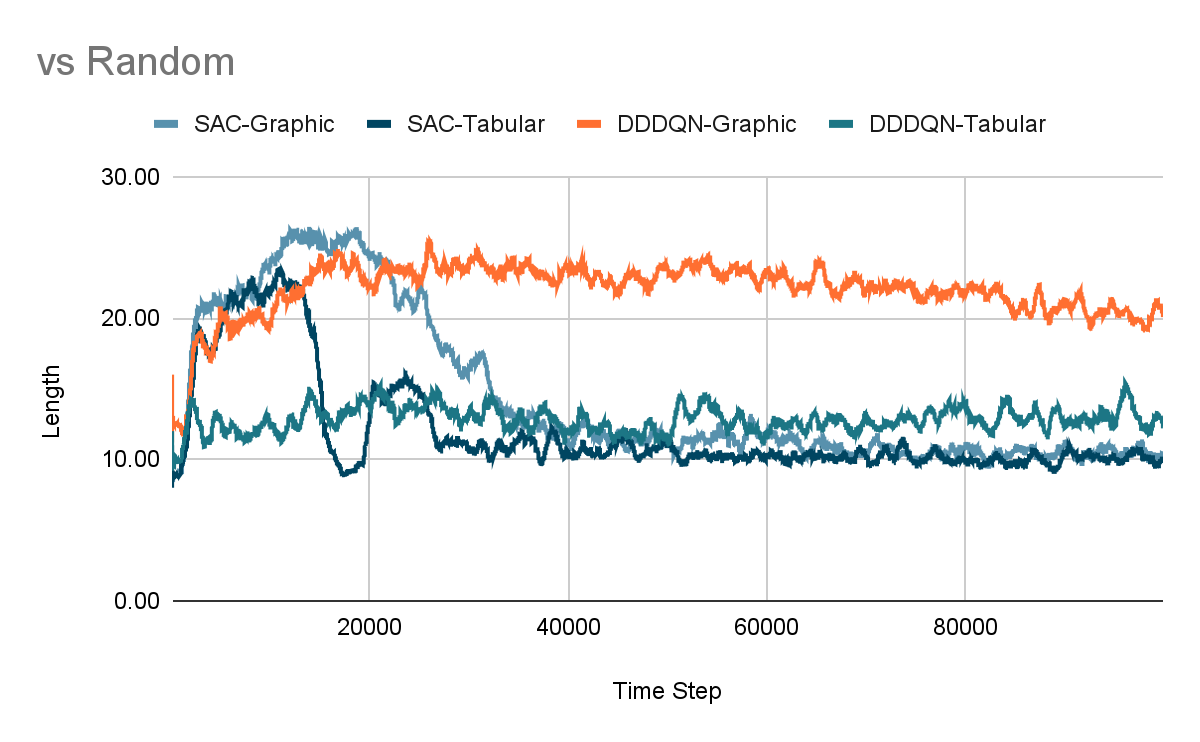 vs Random
SAC-Graphic SAC-Tabular DDDQN-Graphic DDDQN-Tabular
30.00
20.00
10.00
0.00
Length
20000 40000 60000 80000
Time Step